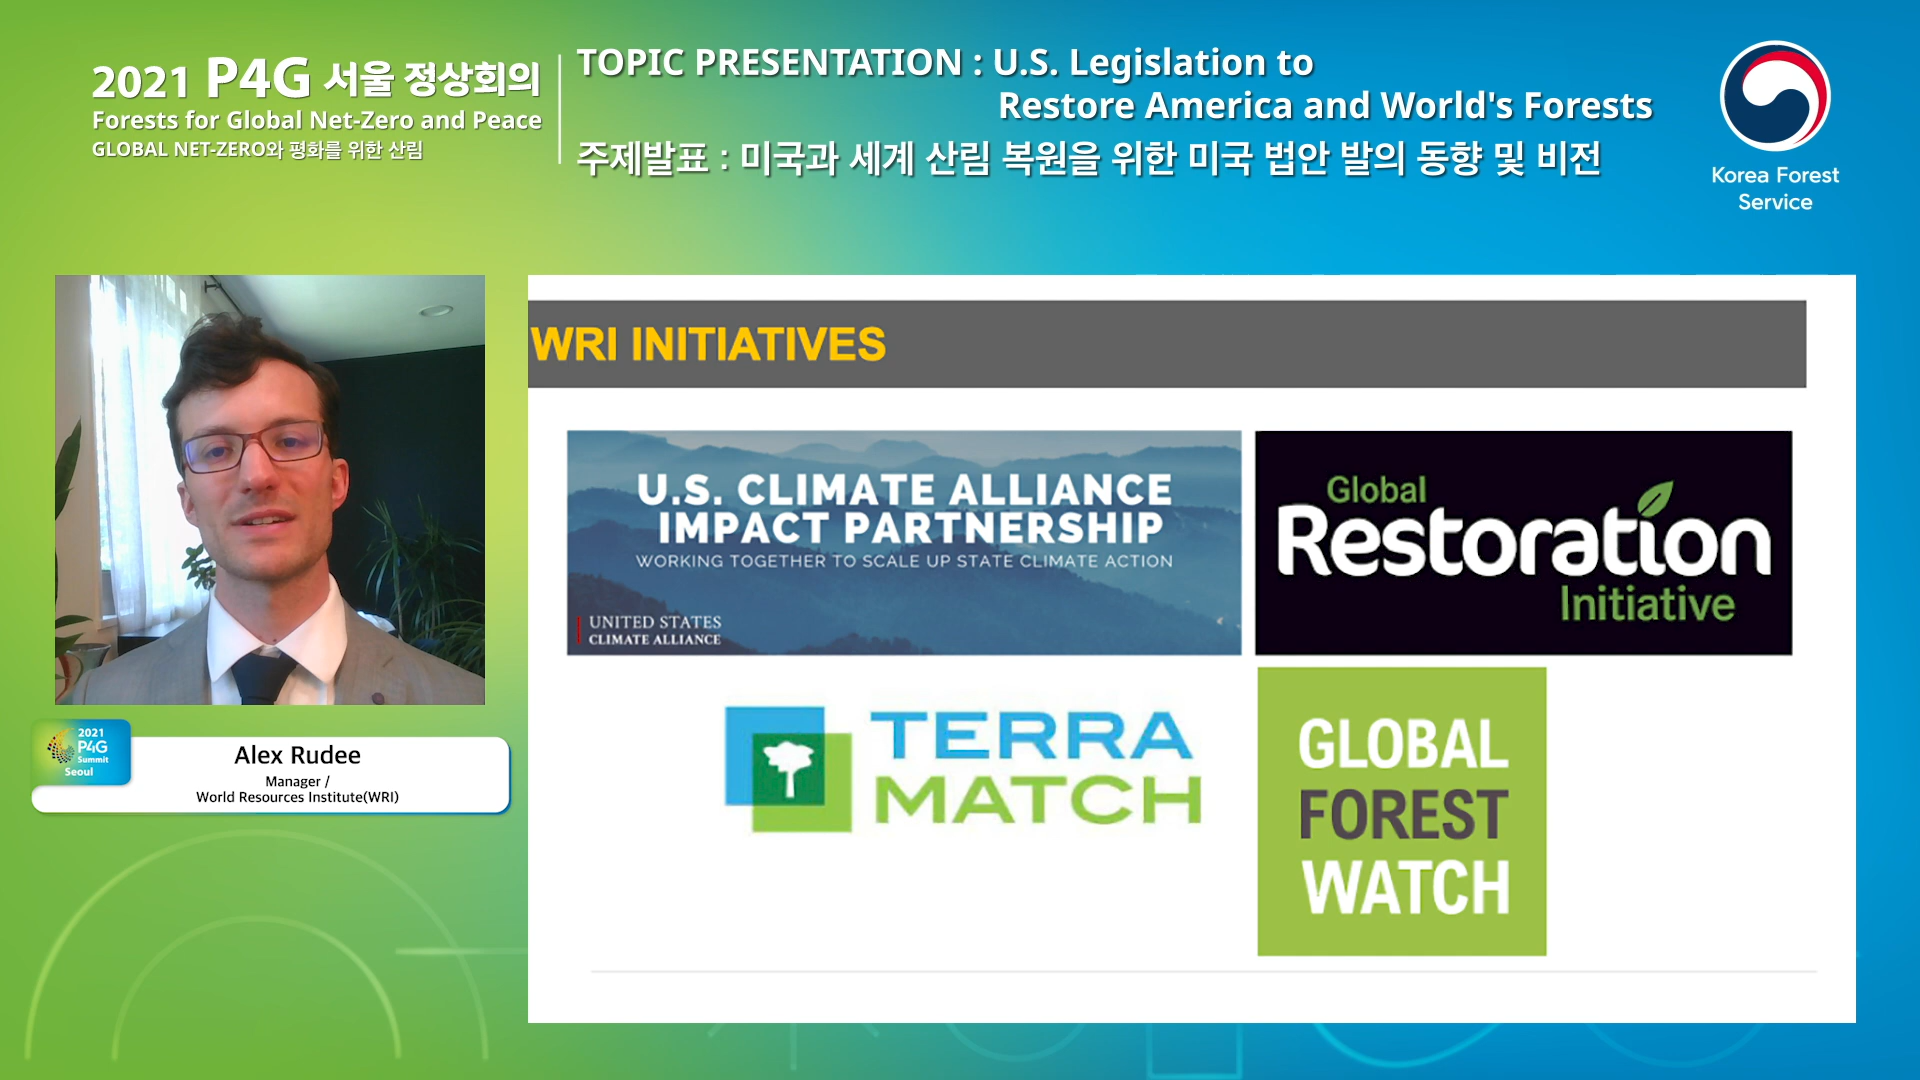 2021 P4G 서울 정상회의
Forests for Global Net-Zero and Peace
GLOBAL NET-ZERO와 평화를 위한 산림
TOPIC PRESENTATION : U.S. Legislation to
Restore America and World's Forests
주제발표 : 미국과 세계 산림 복원을 위한 미국 법안 발의 동향 및 비전
Korea Forest
Service
WRI INITIATIVES
U.S. CLIMATE ALLIANCE
IMPACT PARTNERSHIP
WORKING TOGETHER TO SCALE UP STATE CLIMATE ACTION
UNITED STATES
CLIMATE ALLIANCE
Global
Restoration
Initiative
TERRA
MATCH
GLOBAL
FOREST
WATCH
2021
P4G
Summit
Seoul
Alex Rudee
Manager /
World Resources Institute(WRI)